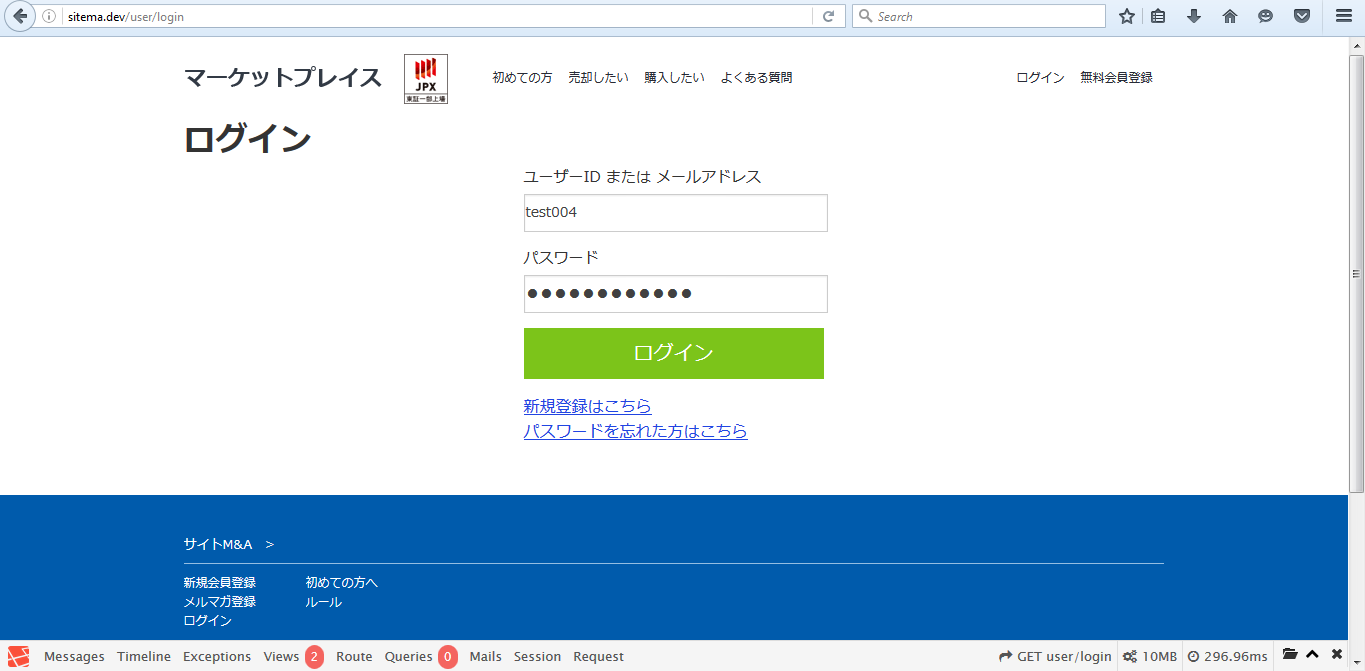 sitema.dev/user/login
Search
マーケットプレイス
JPX
東証一部上場
初めての方 売却したい 購入したい よくある質問
ログイン 無料会員登録
ログイン
ユーザーID または メールアドレス
test004
パスワード
ログイン
新規登録はこちら
パスワードを忘れた方はこちら
サイトM&A >
新規会員登録 初めての方へ
メルマガ登録 ルール
ログイン
Messages Timeline Exceptions Views 2 Route Queries 0 Mails Session Request
GET user/login 10MB 296.96ms